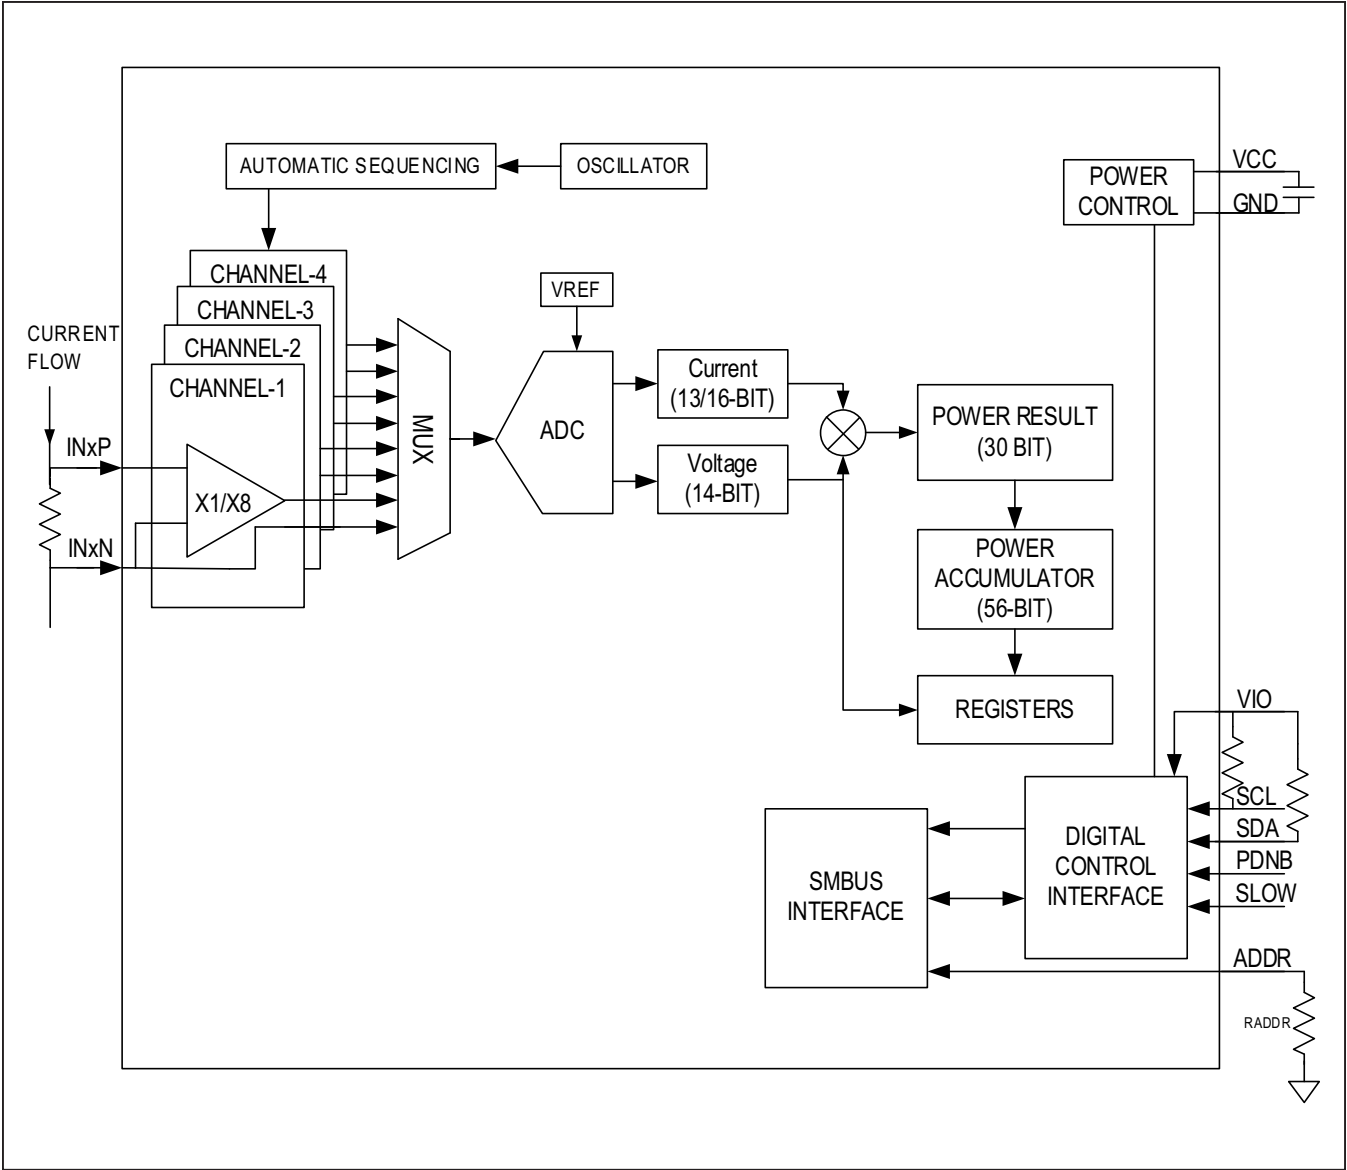 AUTOMATIC SEQUENCING
OSCILLATOR
POWER
CONTROL
VCC
GND
CHANNEL-4
CHANNEL-3
CHANNEL-2
CHANNEL-1
CURRENT
FLOW
INxP
INxN
X1/X8
MUX
VREF
ADC
Current
(13/16-BIT)
Voltage
(14-BIT)
POWER RESULT
(30 BIT)
POWER
ACCUMULATOR
(56-BIT)
REGISTERS
VIO
SCL
SDA
PDNB
SLOW
ADDR
RADDR
DIGITAL
CONTROL
INTERFACE
SMBUS
INTERFACE